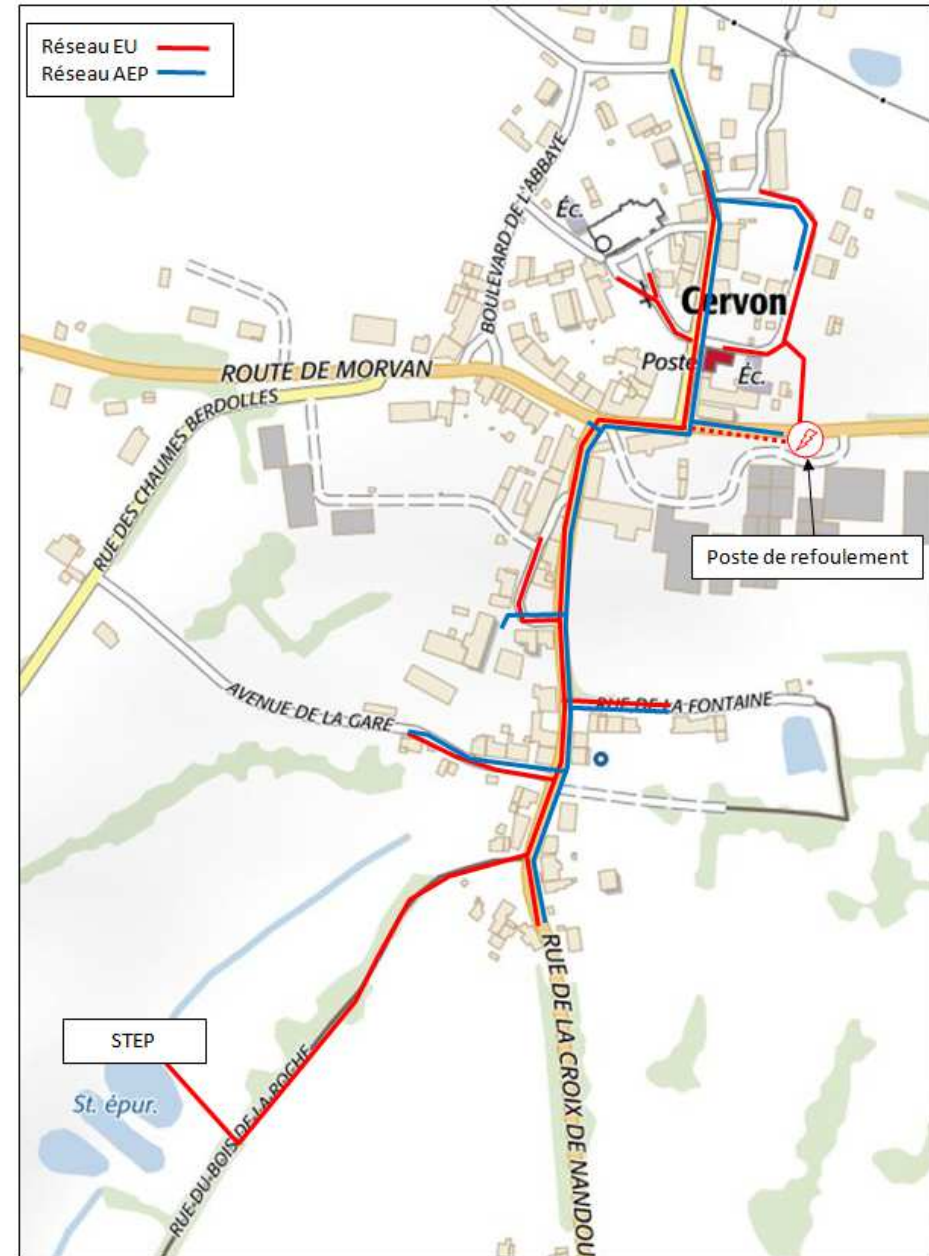 Réseau EU
Réseau AEP
BOULEVARD DE L'ABBAYE
Éc.
Cervon
Poste
Éc.
ROUTE DE MORVAN
RUE DES CHAUMES BERDOLLES
Poste de refoulement
AVENUE DE LA GARE
RUE DE LA FONTAINE
STEP
St. épur.
RUE DU BOIS DE LA ROCHE
RUE DE LA CROIX DE NANDOU